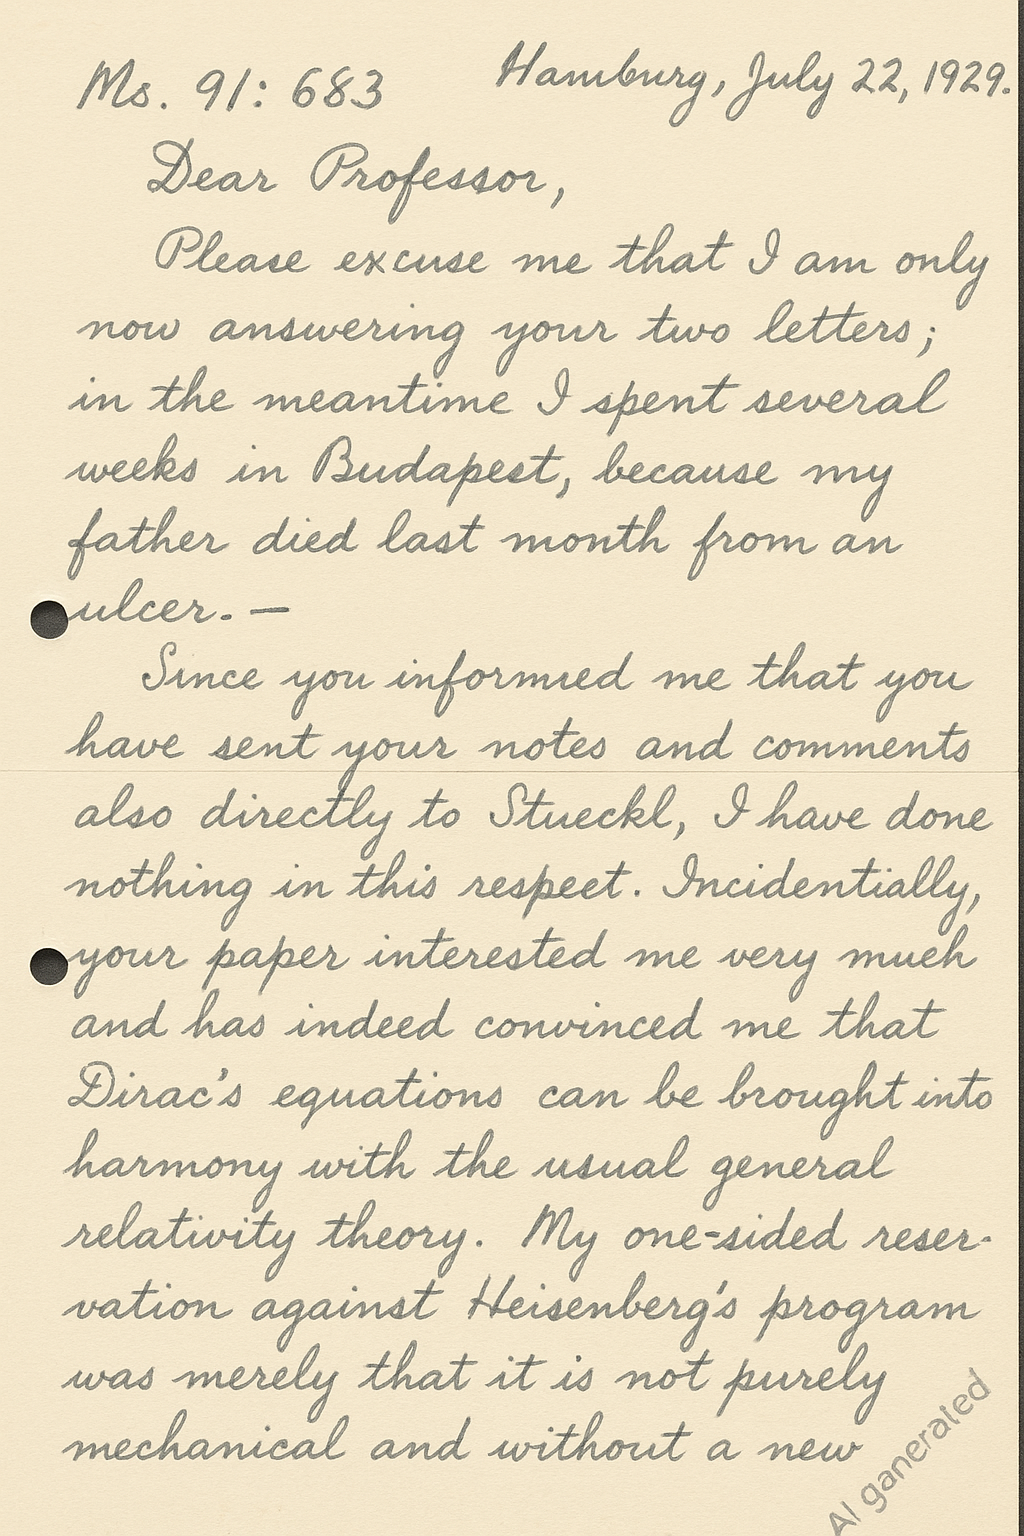 Ms. 91: 683
Hamburg, July 22, 1929.
Dear Professor,
Please excuse me that I am only
now answering your two letters;
in the meantime I spent several
weeks in Budapest, because my
father died last month from an
ulcer. —
Since you informed me that you
have sent your notes and comments
also directly to Stueckl, I have done
nothing in this respect. Incidentially,
your paper interested me very much
and has indeed convinced me that
Dirac's equations can be brought into
harmony with the usual general
relativity theory. My one-sided reser-
vation against Heisenberg's program
was merely that it is not purely
mechanical and without a new
AI ganerated